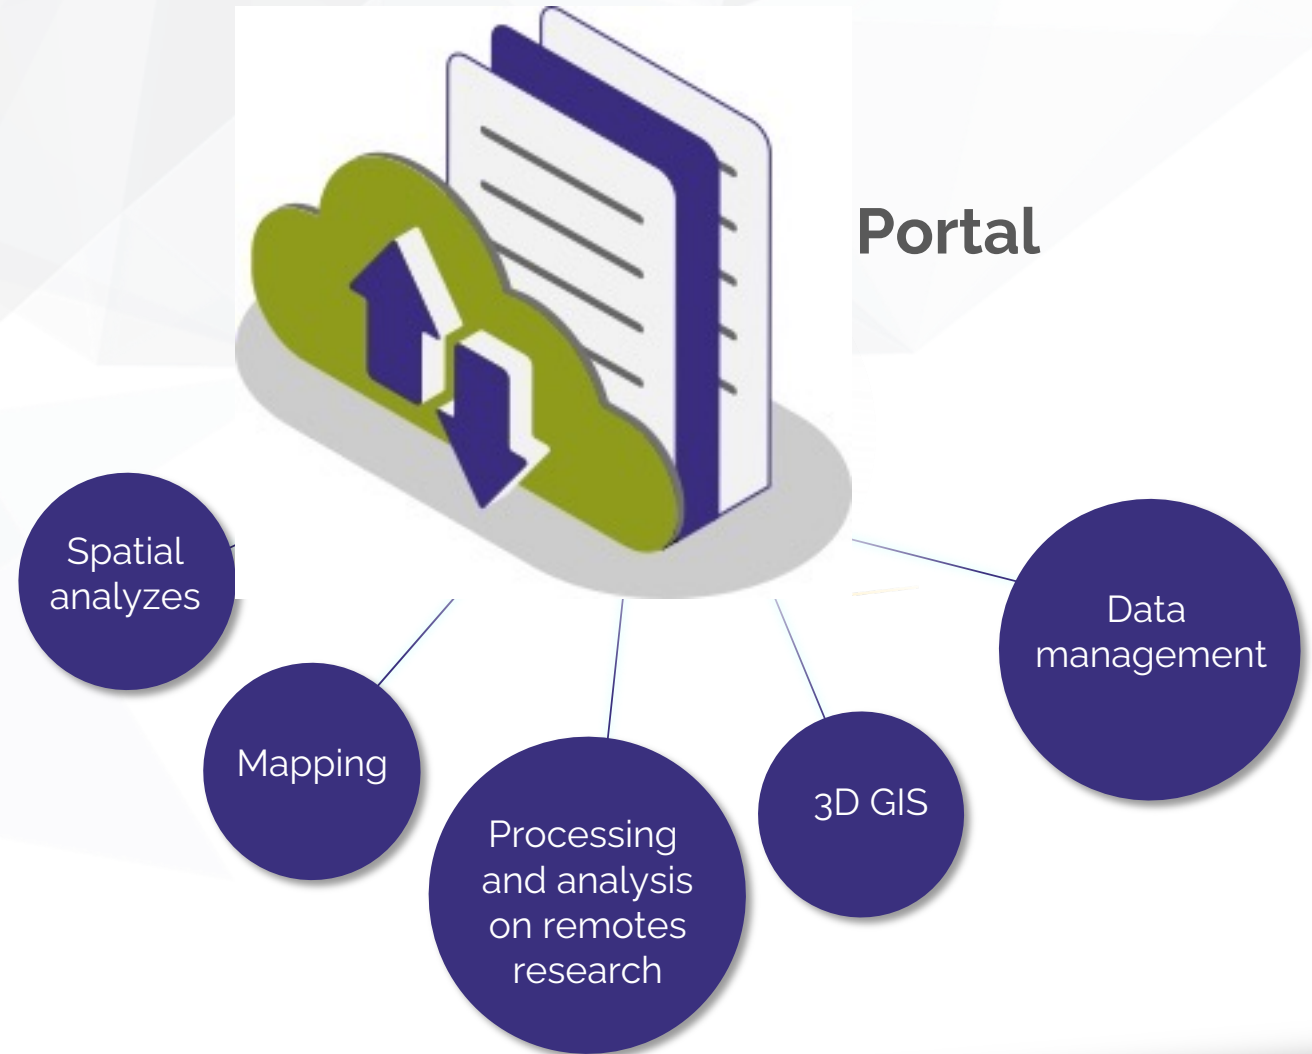 Portal
Spatial
analyzes
Mapping
Processing
and analysis
on remotes
research
3D GIS
Data
management